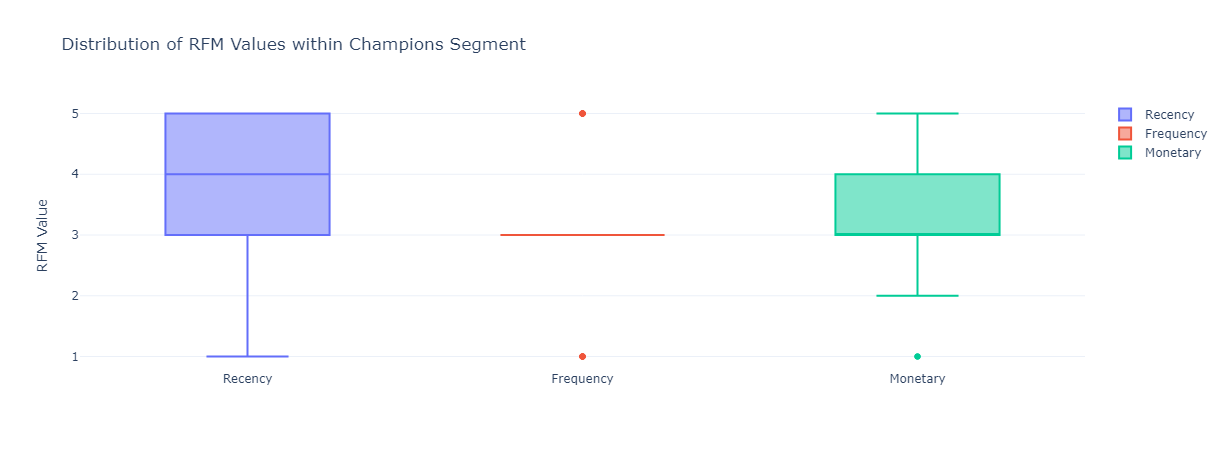 Distribution of RFM Values within Champions Segment
RFM Value
5
4
3
2
1
Recency
Frequency
Monetary
Recency
Frequency
Monetary